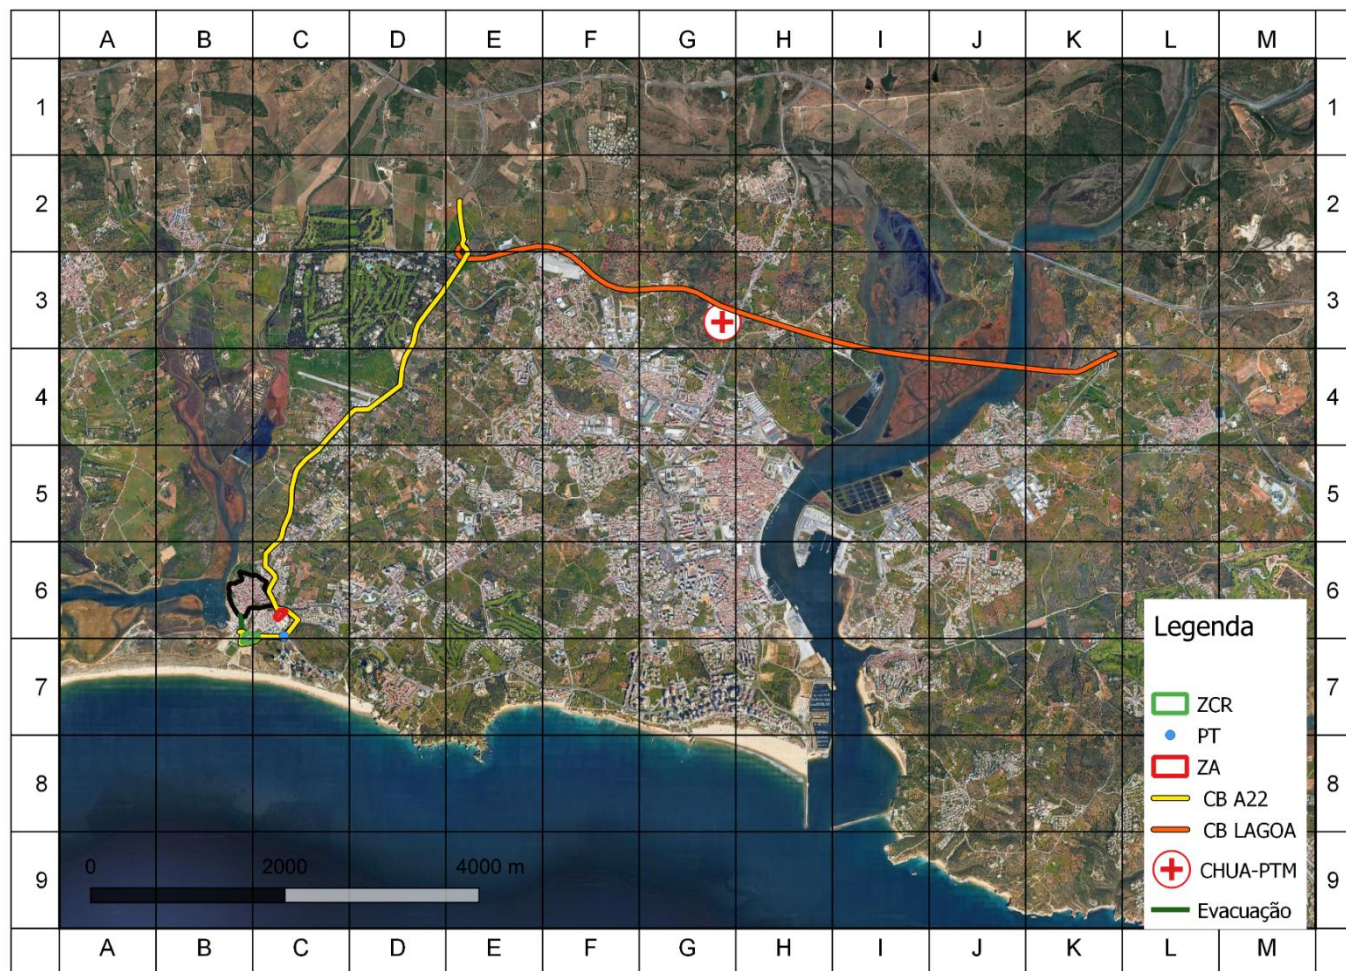 A B C D E F G H I J K L M
1 1
2 2
3 3
4 4
5 5
6 6
Legenda
7 7
ZCR
PT
ZA
8 8
CB A22
CB LAGOA
0 2000 4000 m
9 CHUA-PTM 9
Evacuação
A B C D E F G H I J K L M